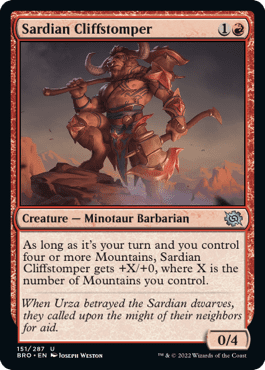 Sardian Cliffstomper 1
Creature — Minotaur Barbarian
As long as it's your turn and you control
four or more Mountains, Sardian
Cliffstomper gets +X/+0, where X is the
number of Mountains you control.
When Urza betrayed the Sardian dwarves,
they called upon the might of their neighbors
for aid.
0/4
151/287 U
BRO • EN Joseph Weston
™ & © 2022 Wizards of the Coast